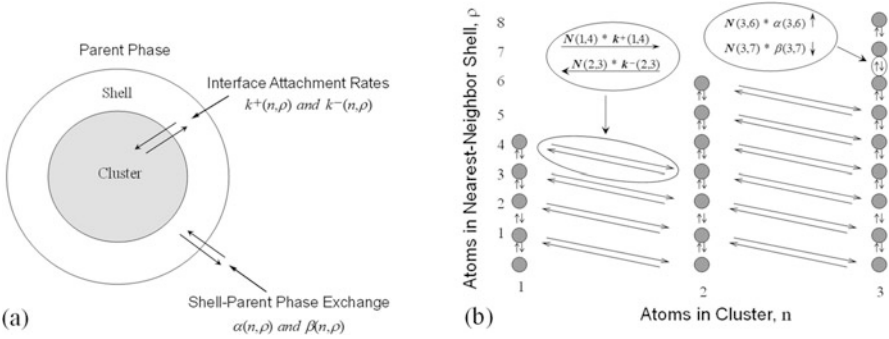 Parent Phase
Shell
Cluster
Interface Attachment Rates
k⁺(n,ρ) and k⁻(n,ρ)
Shell-Parent Phase Exchange
α(n,ρ) and β(n,ρ)
(a)
Atoms in Nearest-Neighbor Shell, ρ
8
7
6
5
4
3
2
1
N(1,4) * k⁺(1,4)
N(2,3) * k⁻(2,3)
N(3,6) * α(3,6)
N(3,7) * β(3,7)
1
2
3
Atoms in Cluster, n
(b)